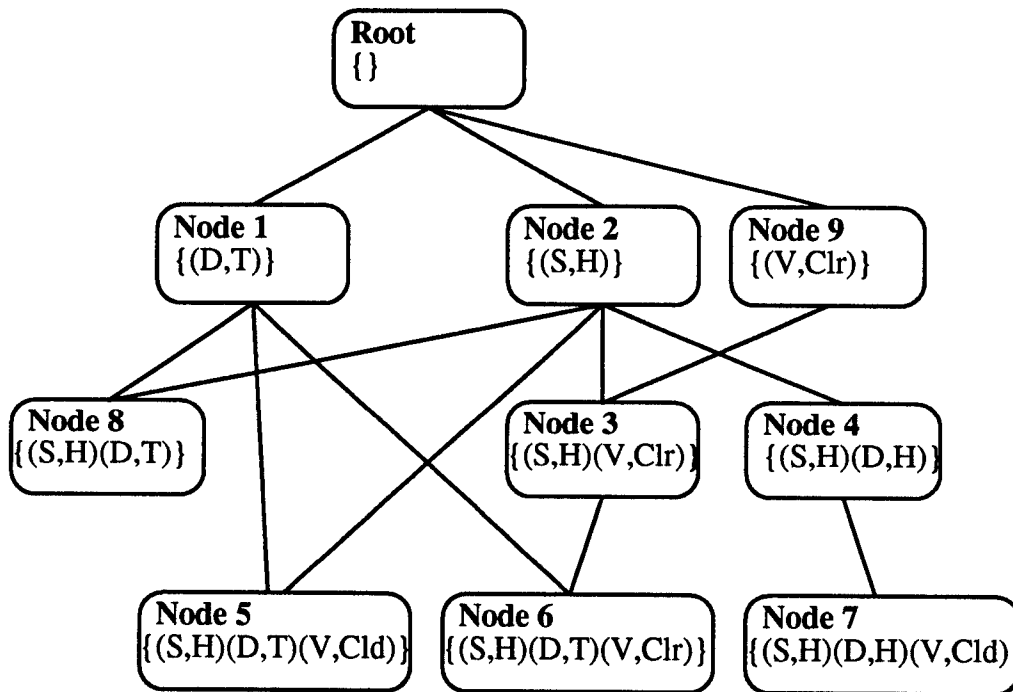 Root
{}
Node 1
{(D,T)}
Node 2
{(S,H)}
Node 9
{(V,Clr)}
Node 8
{(S,H)(D,T)}
Node 3
{(S,H)(V,Clr)}
Node 4
{(S,H)(D,H)}
Node 5
{(S,H)(D,T)(V,Cld)}
Node 6
{(S,H)(D,T)(V,Clr)}
Node 7
{(S,H)(D,H)(V,Cld)